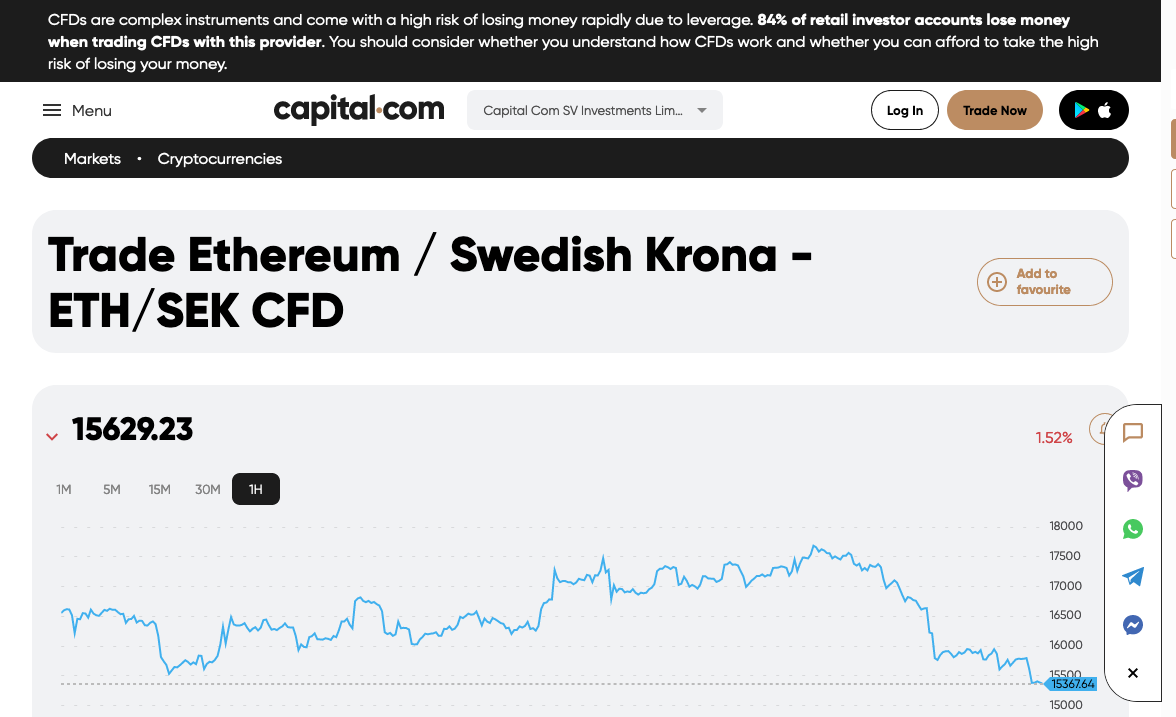 CFDs are complex instruments and come with a high risk of losing money rapidly due to leverage. 84% of retail investor accounts lose money
when trading CFDs with this provider. You should consider whether you understand how CFDs work and whether you can afford to take the high
risk of losing your money.
Menu
capital.com
Capital Com SV Investments Lim...
Log In
Trade Now
Markets • Cryptocurrencies
Trade Ethereum / Swedish Krona -
ETH/SEK CFD
Add to
favourite
15629.23
1.52%
1M 5M 15M 30M 1H
18000
17500
17000
16500
16000
15500
15367.64
15000